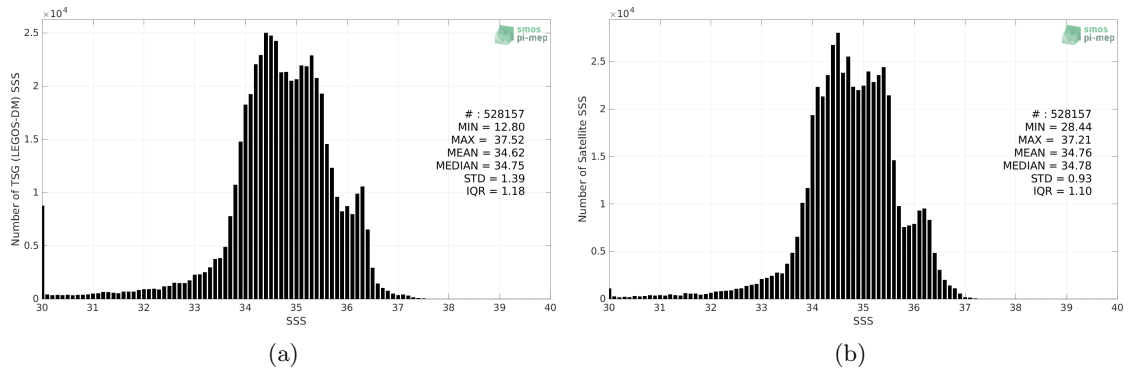 ×10⁴
2.5
2
1.5
1
0.5
0
Number of TSG (LEGOS-DM) SSS
smos
pi-mep
# : 528157
MIN = 12.80
MAX = 37.52
MEAN = 34.62
MEDIAN = 34.75
STD = 1.39
IQR = 1.18
30 31 32 33 34 35 36 37 38 39 40
SSS
(a)
×10⁴
2.5
2
1.5
1
0.5
0
Number of Satellite SSS
smos
pi-mep
# : 528157
MIN = 28.44
MAX = 37.21
MEAN = 34.76
MEDIAN = 34.78
STD = 0.93
IQR = 1.10
30 31 32 33 34 35 36 37 38 39 40
SSS
(b)